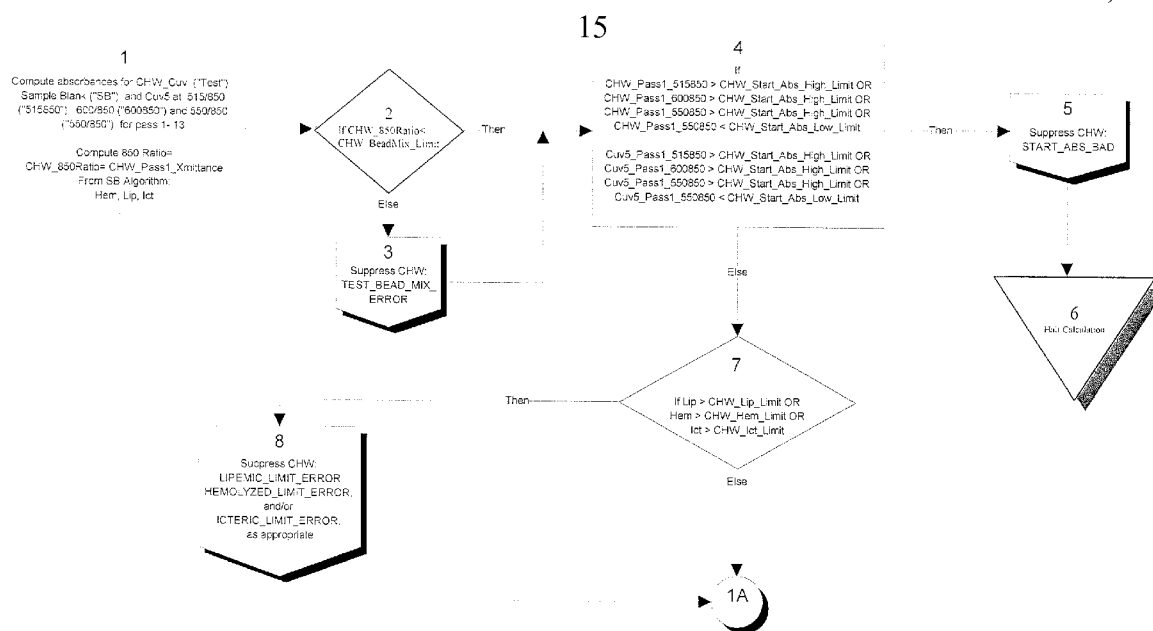 15
1
Compute absorbances for CHW_Cuv ("Test")
Sample Blank ("SB") and Cuv5 at 515/850
("515850") 600/850 ("600850") and 550/850
("550/850") for pass 1- 13
Compute 850 Ratio=
CHW_850Ratio= CHW_Pass1_Xmittance
From SB Algorithm:
Hem, Lip, Ict
2
If CHW_850Ratio<
CHW_BeadMix_Limit
Then
Else
3
Suppress CHW:
TEST_BEAD_MIX_
ERROR
4
If
CHW_Pass1_515850 > CHW_Start_Abs_High_Limit OR
CHW_Pass1_600850 > CHW_Start_Abs_High_Limit OR
CHW_Pass1_550850 > CHW_Start_Abs_High_Limit OR
CHW_Pass1_550850 < CHW_Start_Abs_Low_Limit
Cuv5_Pass1_515850 > CHW_Start_Abs_High_Limit OR
Cuv5_Pass1_600850 > CHW_Start_Abs_High_Limit OR
Cuv5_Pass1_550850 > CHW_Start_Abs_High_Limit OR
Cuv5_Pass1_550850 < CHW_Start_Abs_Low_Limit
Then
5
Suppress CHW:
START_ABS_BAD
6
Halt Calculation
Else
7
If Lip > CHW_Lip_Limit OR
Hem > CHW_Hem_Limit OR
Ict > CHW_Ict_Limit
Then
Else
8
Suppress CHW:
LIPEMIC_LIMIT_ERROR
HEMOLYZED_LIMIT_ERROR,
and/or
ICTERIC_LIMIT_ERROR,
as appropriate
1A